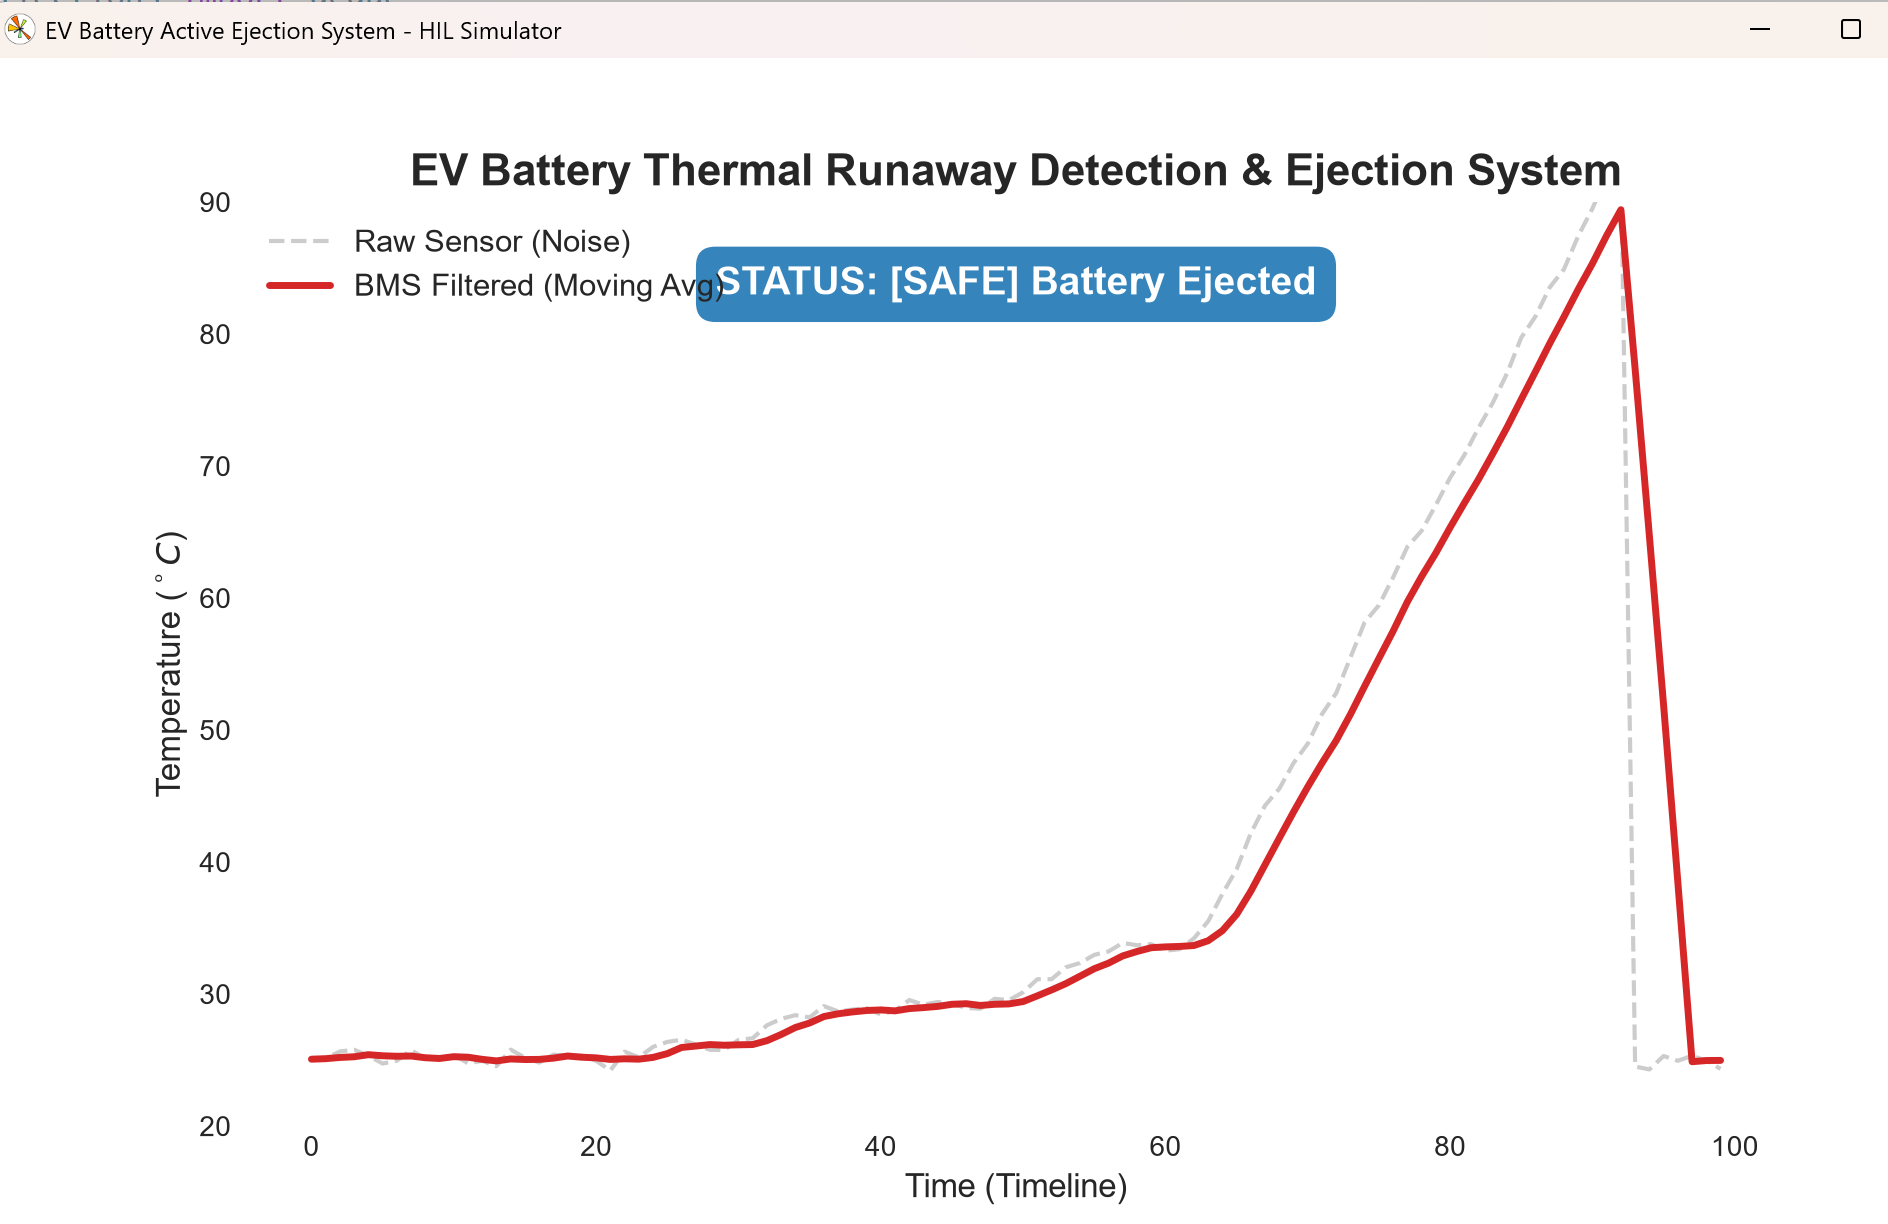 EV Battery Active Ejection System - HIL Simulator
EV Battery Thermal Runaway Detection & Ejection System
Raw Sensor (Noise)
BMS Filtered (Moving Avg)
STATUS: [SAFE] Battery Ejected
Temperature (°C)
90
80
70
60
50
40
30
20
0 20 40 60 80 100
Time (Timeline)